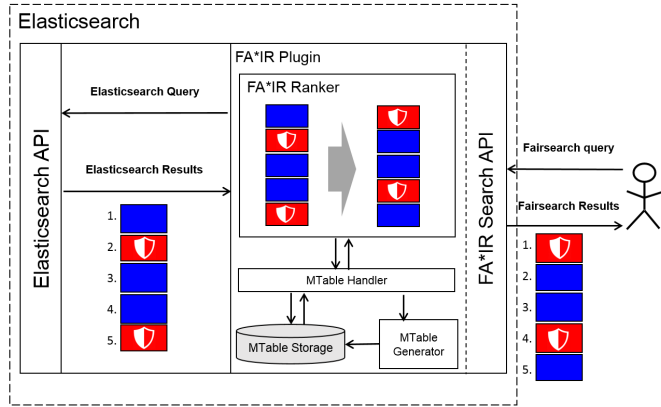 Elasticsearch
FA*IR Plugin
FA*IR Ranker
Elasticsearch API
Elasticsearch Query
Elasticsearch Results
1.
2.
3.
4.
5.
MTable Handler
MTable Storage
MTable
Generator
FA*IR Search API
Fairsearch query
Fairsearch Results
1.
2.
3.
4.
5.